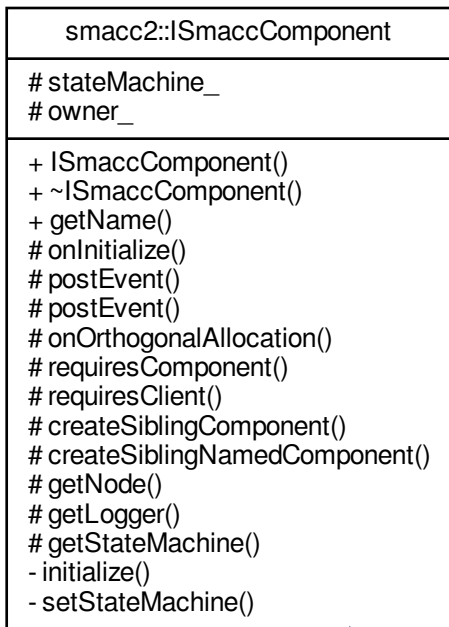 smacc2::ISmaccComponent
# stateMachine_
# owner_
+ ISmaccComponent()
+ ~ISmaccComponent()
+ getName()
# onInitialize()
# postEvent()
# postEvent()
# onOrthogonalAllocation()
# requiresComponent()
# requiresClient()
# createSiblingComponent()
# createSiblingNamedComponent()
# getNode()
# getLogger()
# getStateMachine()
- initialize()
- setStateMachine()